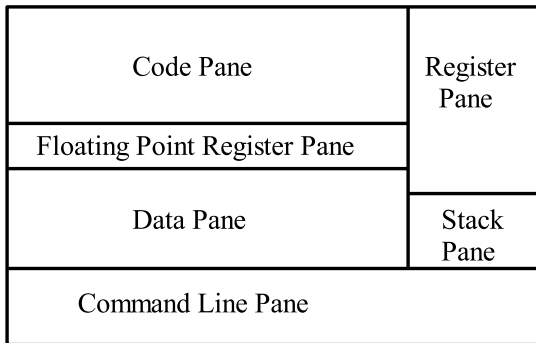 Code Pane
Register
Pane
Floating Point Register Pane
Data Pane
Stack
Pane
Command Line Pane